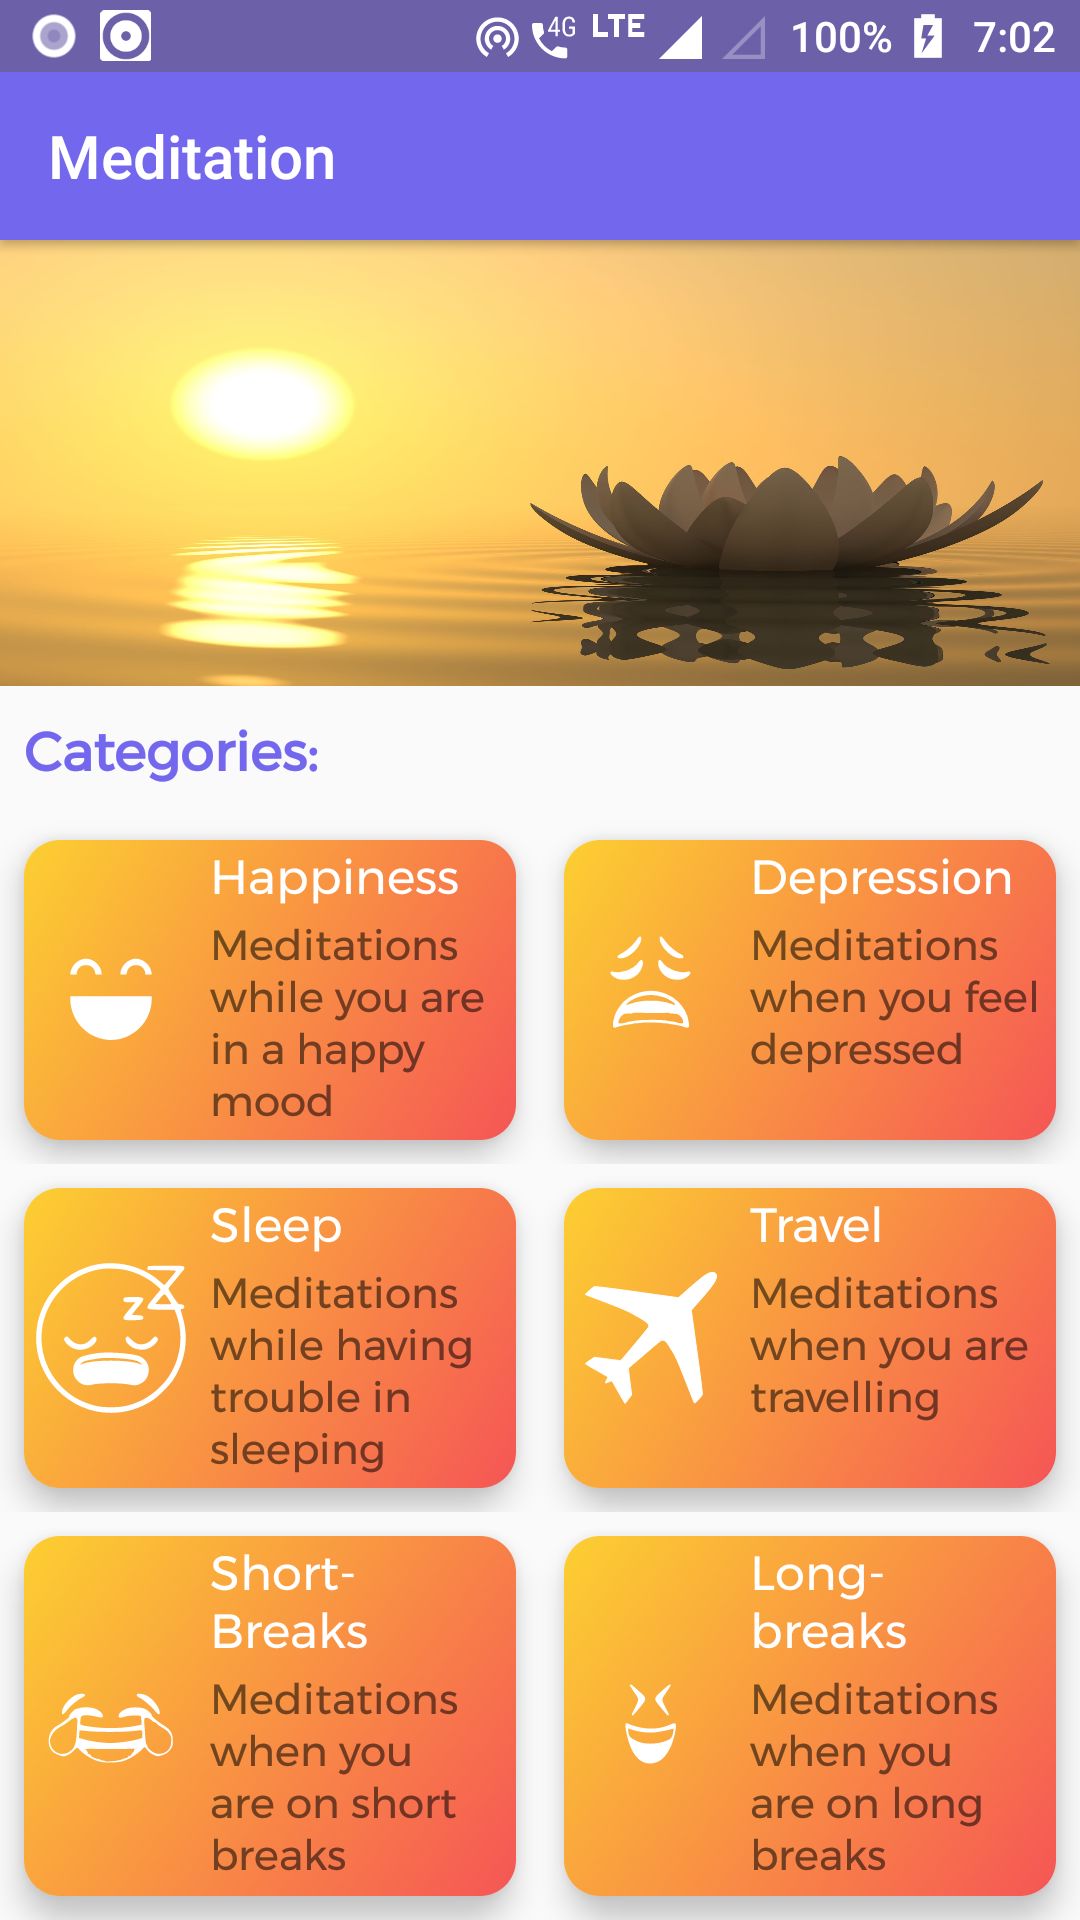 4G LTE 100% 7:02
Meditation
Categories:
Happiness
Meditations
while you are
in a happy
mood
Depression
Meditations
when you feel
depressed
Sleep
Meditations
while having
trouble in
sleeping
z Z
Travel
Meditations
when you are
travelling
Short-
Breaks
Meditations
when you
are on short
breaks
Long-
breaks
Meditations
when you
are on long
breaks